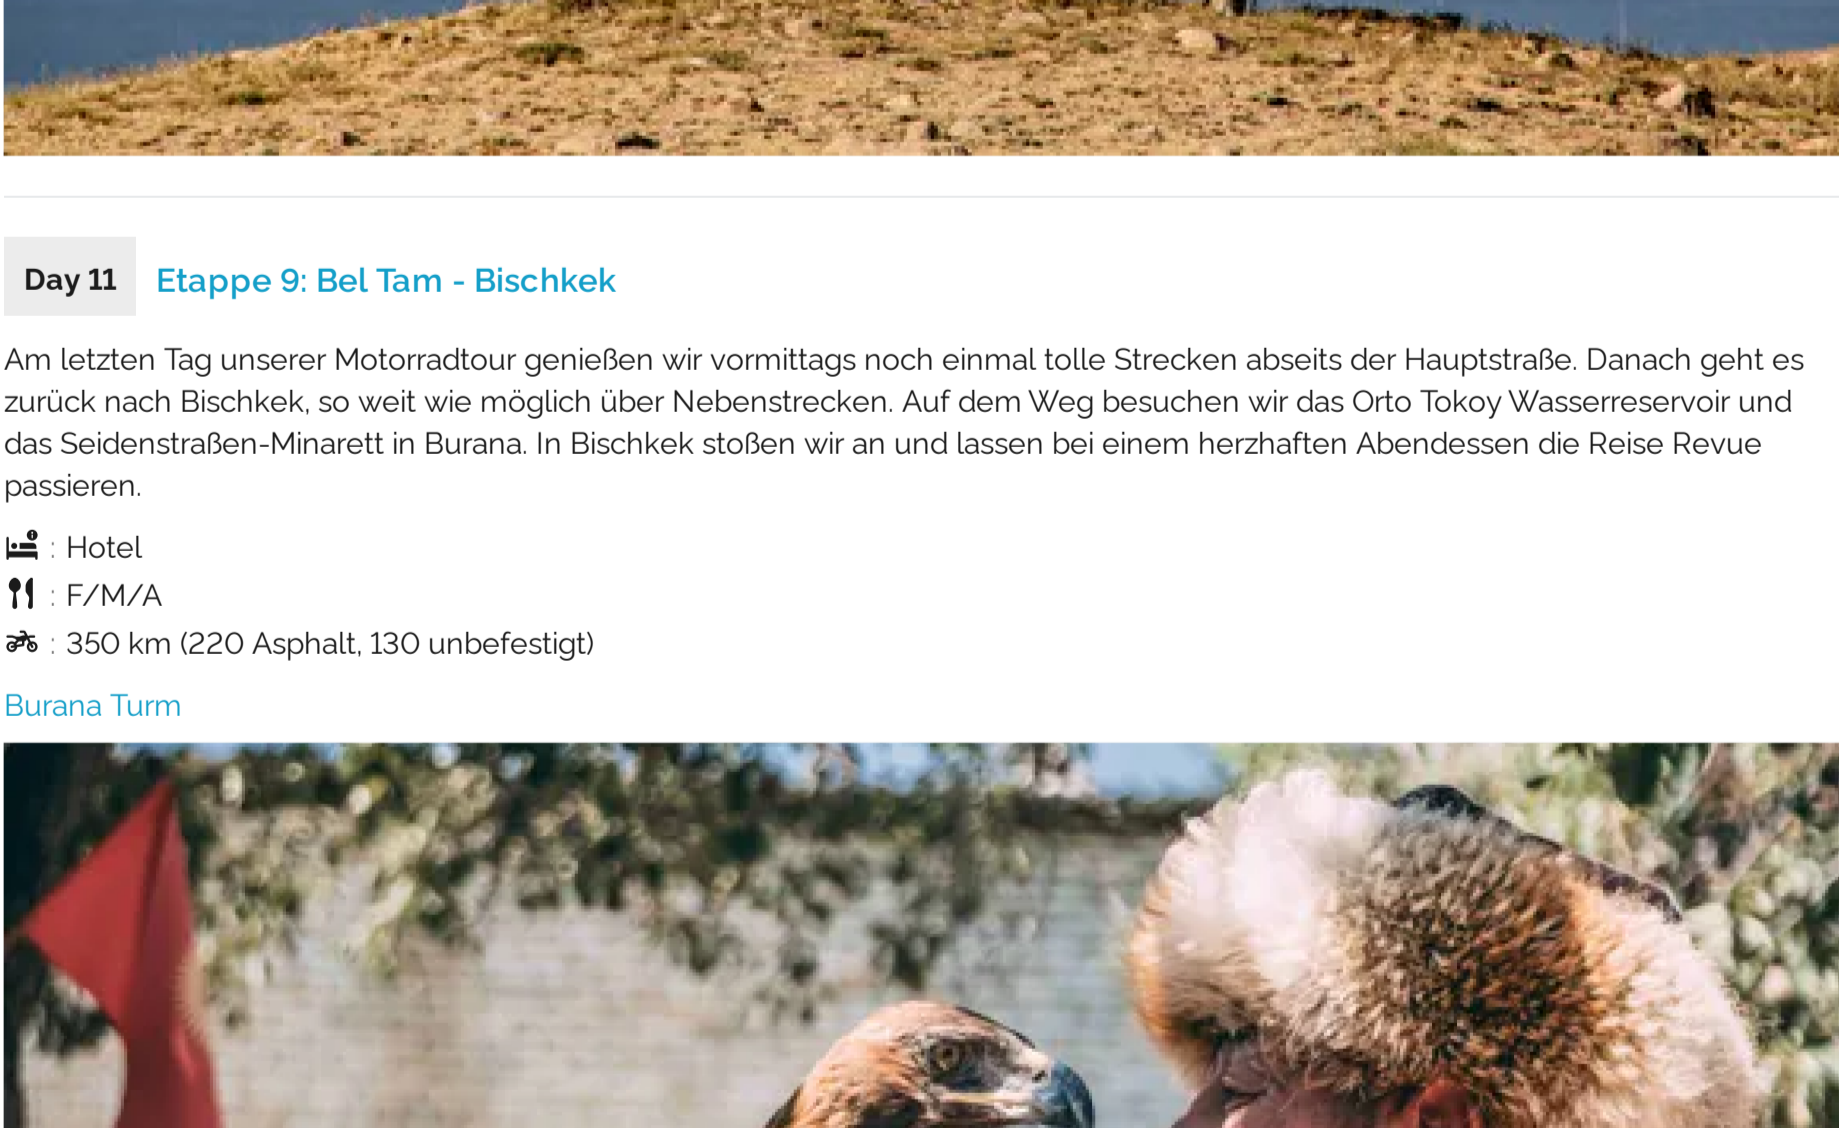 Day 11
Etappe 9: Bel Tam - Bischkek
Am letzten Tag unserer Motorradtour genießen wir vormittags noch einmal tolle Strecken abseits der Hauptstraße. Danach geht es
zurück nach Bischkek, so weit wie möglich über Nebenstrecken. Auf dem Weg besuchen wir das Orto Tokoy Wasserreservoir und
das Seidenstraßen-Minarett in Burana. In Bischkek stoßen wir an und lassen bei einem herzhaften Abendessen die Reise Revue
passieren.
: Hotel
: F/M/A
: 350 km (220 Asphalt, 130 unbefestigt)
Burana Turm